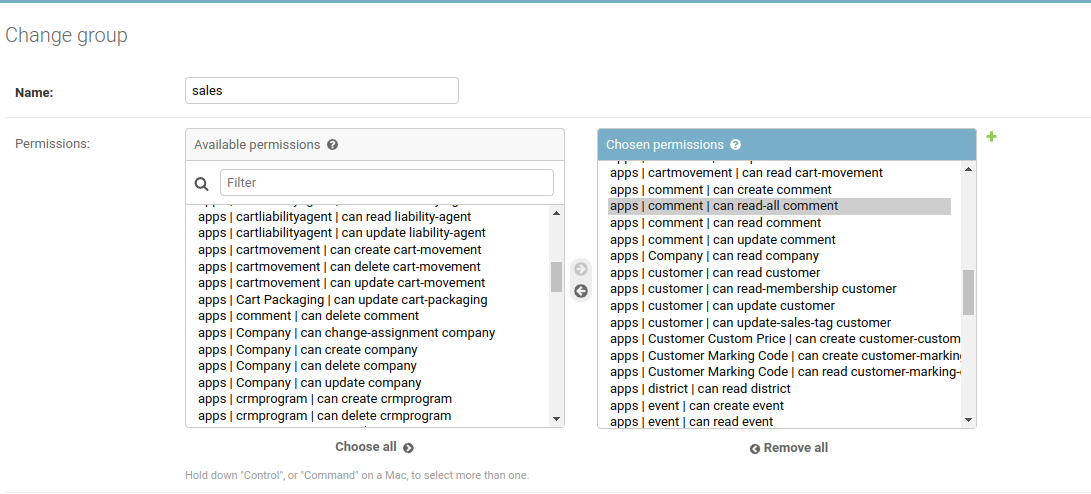 Change group
Name:
sales
Permissions:
Available permissions
Filter
apps | cartliabilityagent | can read liability-agent
apps | cartliabilityagent | can update liability-agent
apps | cartmovement | can create cart-movement
apps | cartmovement | can delete cart-movement
apps | cartmovement | can update cart-movement
apps | Cart Packaging | can update cart-packaging
apps | comment | can delete comment
apps | Company | can change-assignment company
apps | Company | can create company
apps | Company | can delete company
apps | Company | can update company
apps | crmprogram | can create crmprogram
apps | crmprogram | can delete crmprogram
Choose all
Chosen permissions
apps | cartmovement | can read cart-movement
apps | comment | can create comment
apps | comment | can read-all comment
apps | comment | can read comment
apps | comment | can update comment
apps | Company | can read company
apps | customer | can read customer
apps | customer | can read-membership customer
apps | customer | can update customer
apps | customer | can update-sales-tag customer
apps | Customer Custom Price | can create customer-custom
apps | Customer Marking Code | can create customer-marking
apps | Customer Marking Code | can read customer-marking-
apps | district | can read district
apps | event | can create event
apps | event | can read event
Remove all
Hold down "Control", or "Command" on a Mac, to select more than one.